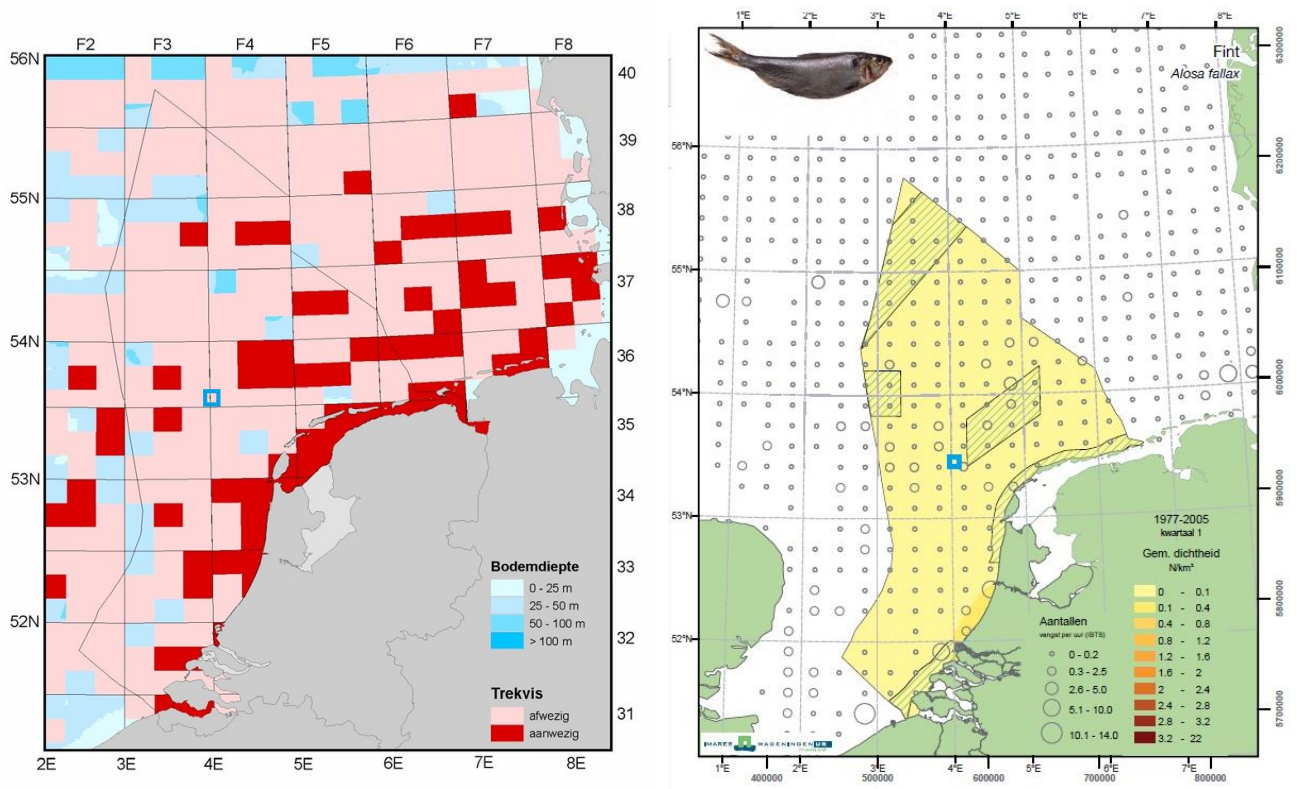 F2 F3 F4 F5 F6 F7 F8
56N
55N
54N
53N
52N
40
39
38
37
36
35
34
33
32
31
Bodemdiepte
0 - 25 m
25 - 50 m
50 - 100 m
> 100 m
Trekvis
afwezig
aanwezig
2E 3E 4E 5E 6E 7E 8E
1°E 2°E 3°E 4°E 5°E 6°E 7°E 8°E
Fint
Alosa fallax
56°N
55°N
54°N
53°N
52°N
6300000
6200000
6100000
6000000
5900000
5800000
5700000
1977-2005
kwartaal 1
Gem. dichtheid
N/km²
0 - 0.1
0.1 - 0.4
0.4 - 0.8
0.8 - 1.2
1.2 - 1.6
1.6 - 2
2 - 2.4
2.4 - 2.8
2.8 - 3.2
3.2 - 22
Aantallen
vangst per uur (IBTS)
0 - 0.2
0.3 - 2.5
2.6 - 5.0
5.1 - 10.0
10.1 - 14.0
IMARES WAGENINGEN UR
1°E 2°E 3°E 4°E 5°E 6°E 7°E
400000 500000 600000 700000 800000